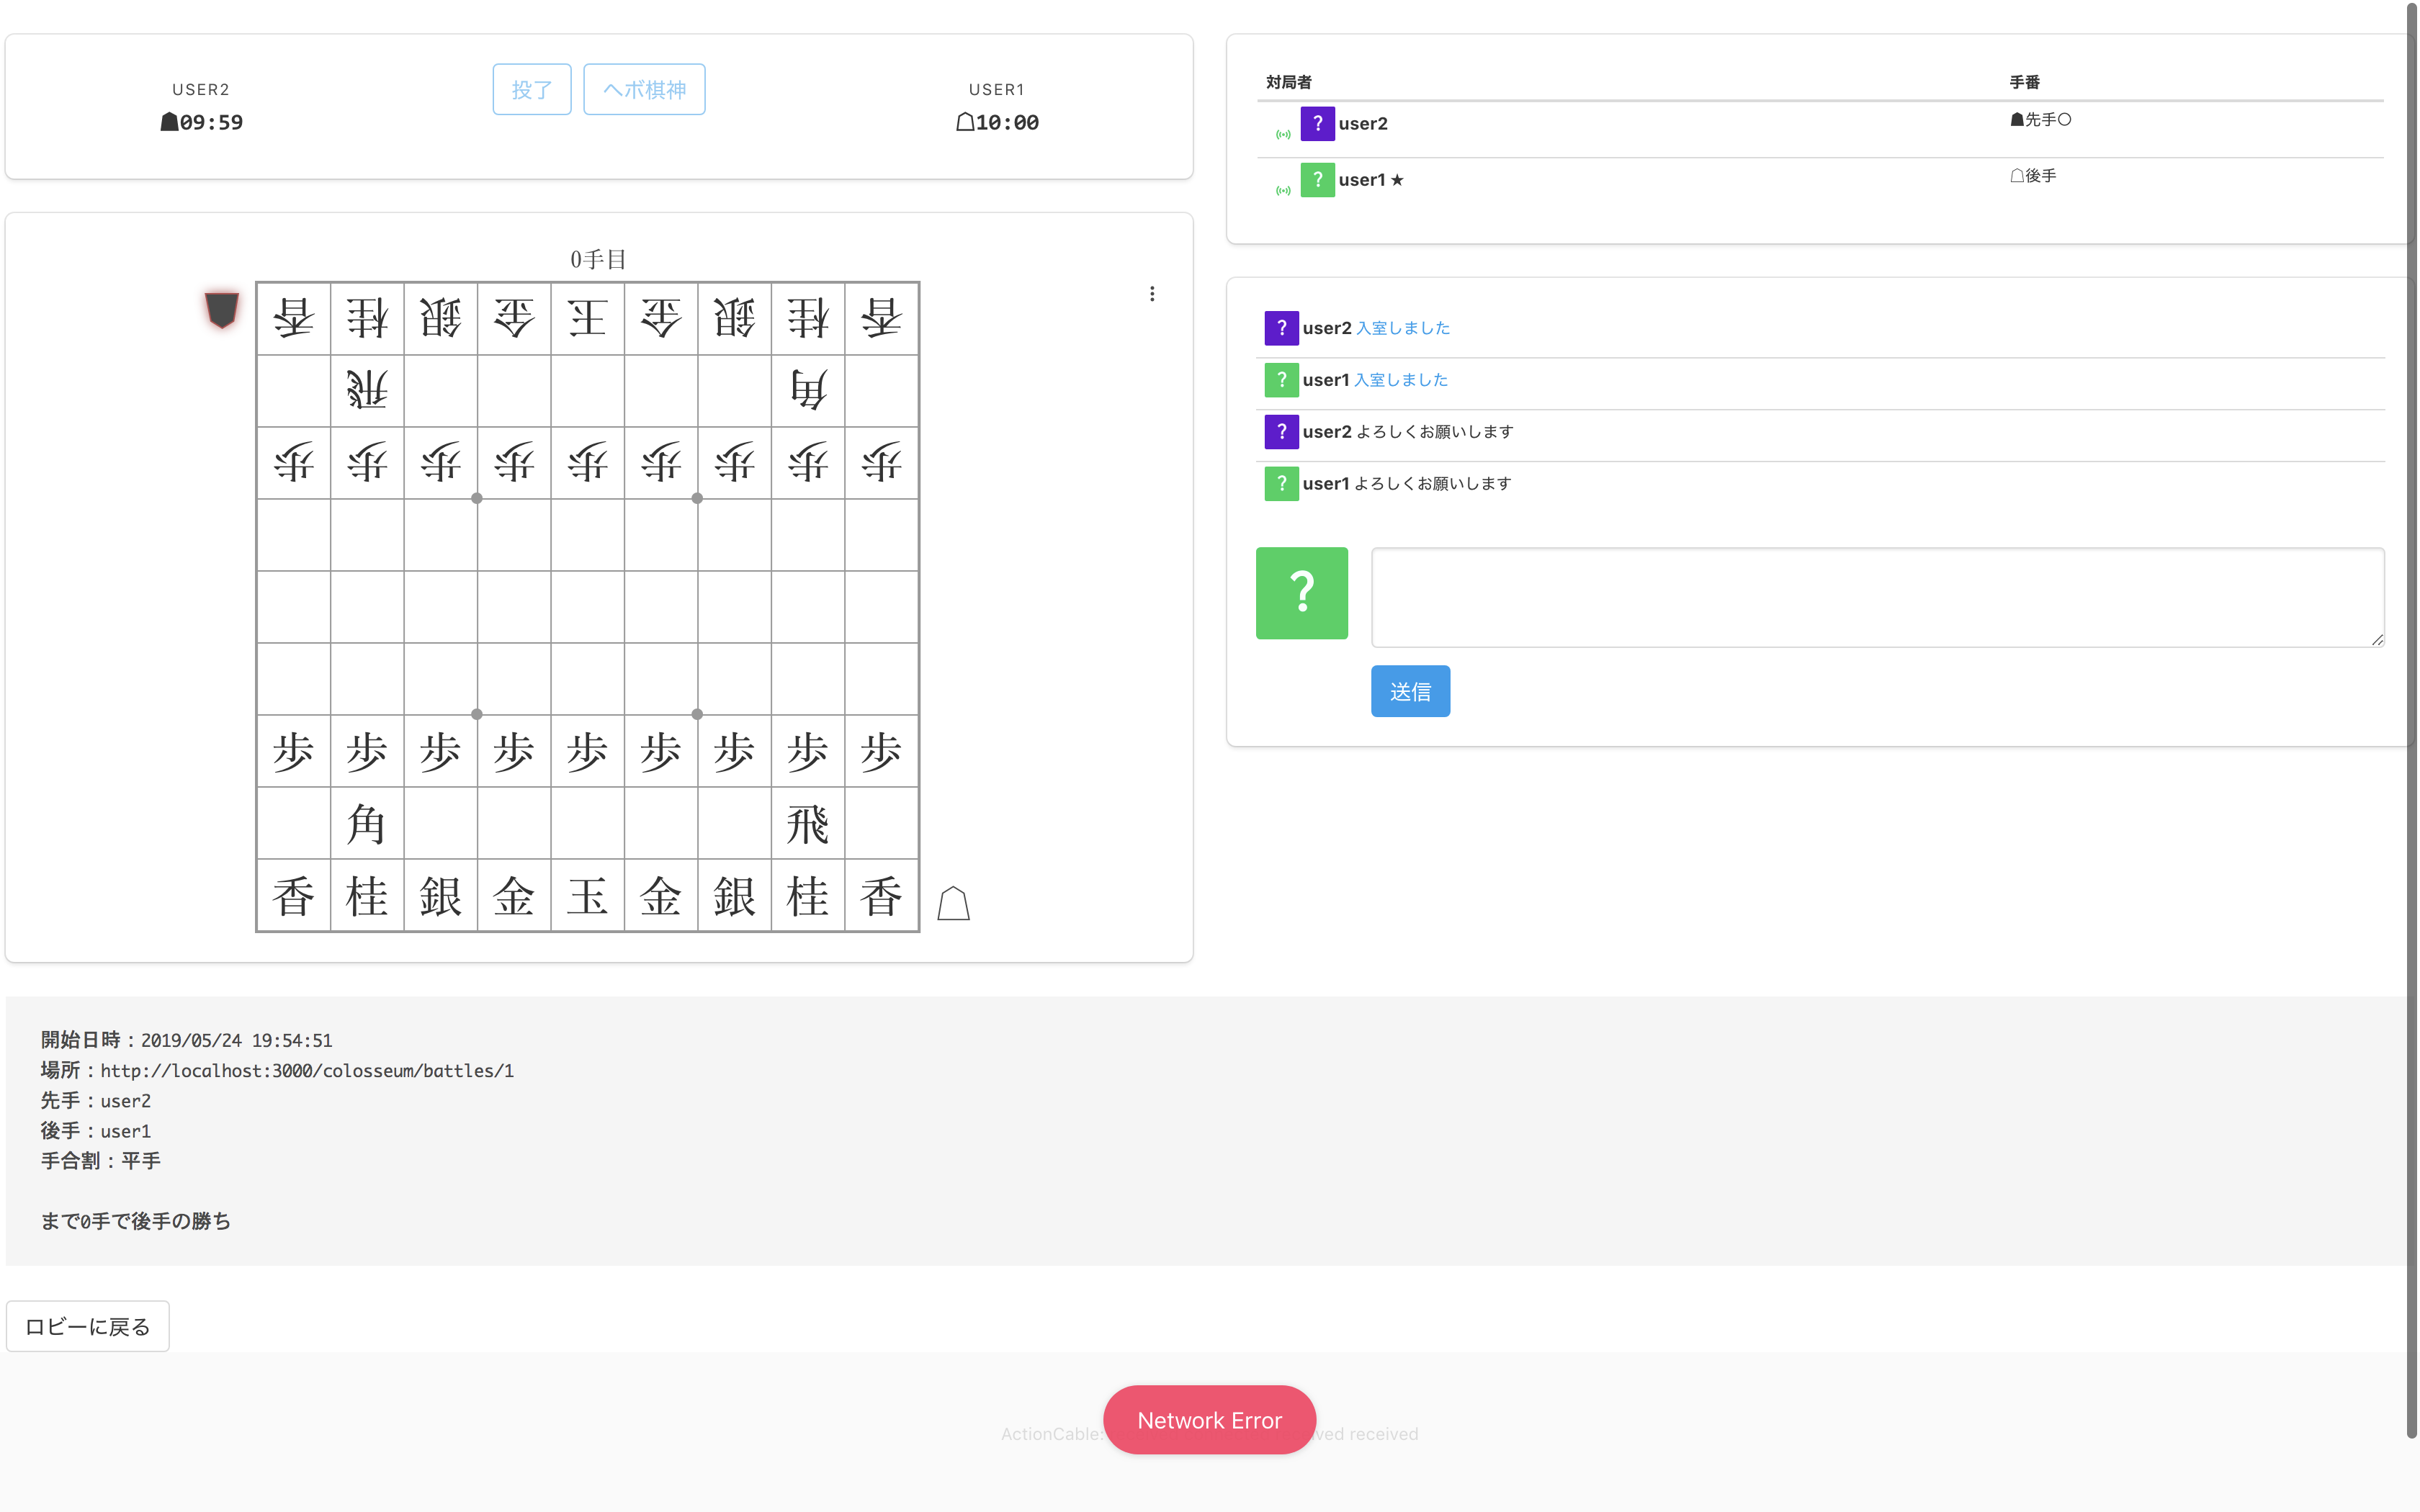 USER2
09:59
投了
ヘボ棋神
USER1
10:00
0手目
香桂銀金王金銀桂香
飛角
歩歩歩歩歩歩歩歩歩
歩歩歩歩歩歩歩歩歩
角飛
香桂銀金玉金銀桂香
対局者 手番
? user2 ☗先手○
? user1 ★ ☖後手
? user2 入室しました
? user1 入室しました
? user2 よろしくお願いします
? user1 よろしくお願いします
?
送信
開始日時:2019/05/24 19:54:51
場所:http://localhost:3000/colosseum/battles/1
先手:user2
後手:user1
手合割:平手
まで0手で後手の勝ち
ロビーに戻る
Network Error
ActionCable: received